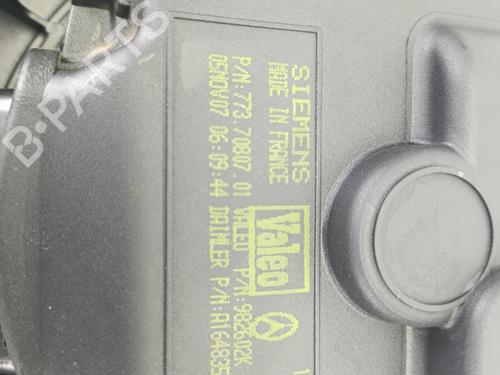 SIEMENS
MADE IN FRANCE
Valeo
P/N:773.70807.01 VALEO P/N:982602K
05NOV07 06:09:44 DAIMLER P/N:A164835
B-PARTS